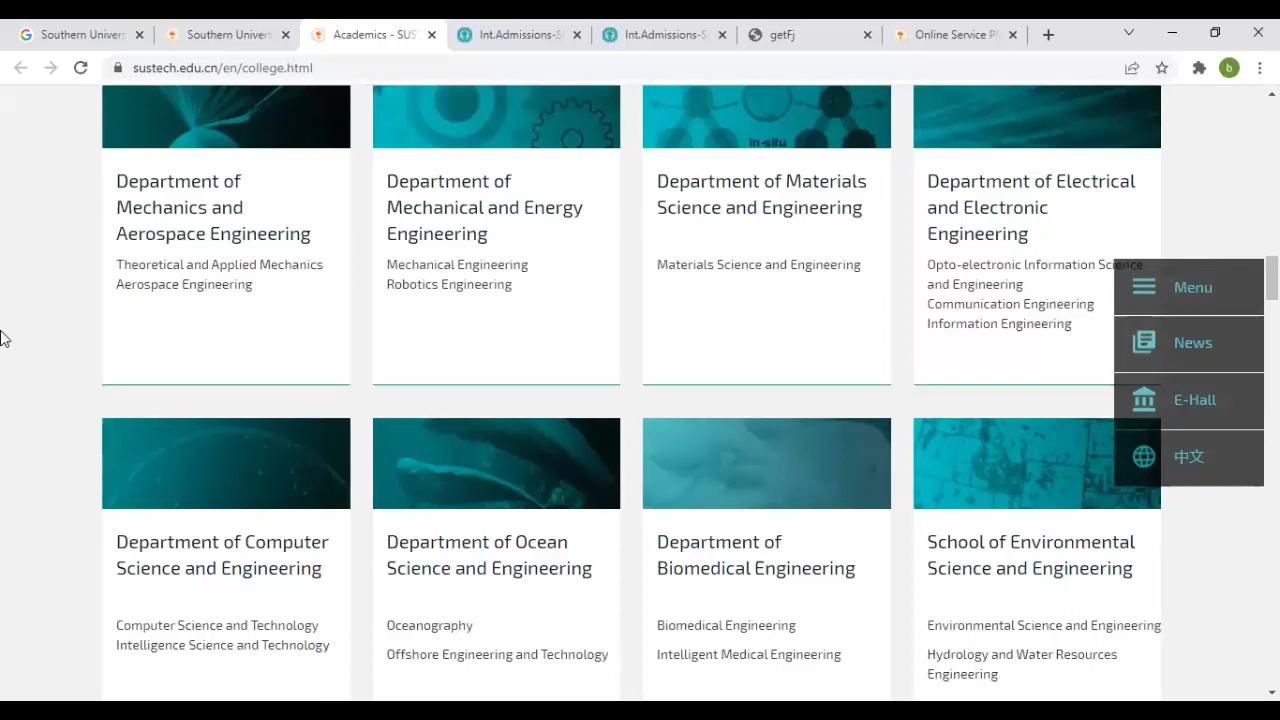 Southern Univers
Southern Univers
Academics - SUS
Int.Admissions-S
Int.Admissions-S
getFj
Online Service Pl
sustech.edu.cn/en/college.html
b
In-situ
Department of
Mechanics and
Aerospace Engineering
Theoretical and Applied Mechanics
Aerospace Engineering
Department of
Mechanical and Energy
Engineering
Mechanical Engineering
Robotics Engineering
Department of Materials
Science and Engineering
Materials Science and Engineering
Department of Electrical
and Electronic
Engineering
Opto-electronic Information Science
and Engineering
Communication Engineering
Information Engineering
Menu
News
E-Hall
中文
Department of Computer
Science and Engineering
Computer Science and Technology
Intelligence Science and Technology
Department of Ocean
Science and Engineering
Oceanography
Offshore Engineering and Technology
Department of
Biomedical Engineering
Biomedical Engineering
Intelligent Medical Engineering
School of Environmental
Science and Engineering
Environmental Science and Engineering
Hydrology and Water Resources
Engineering